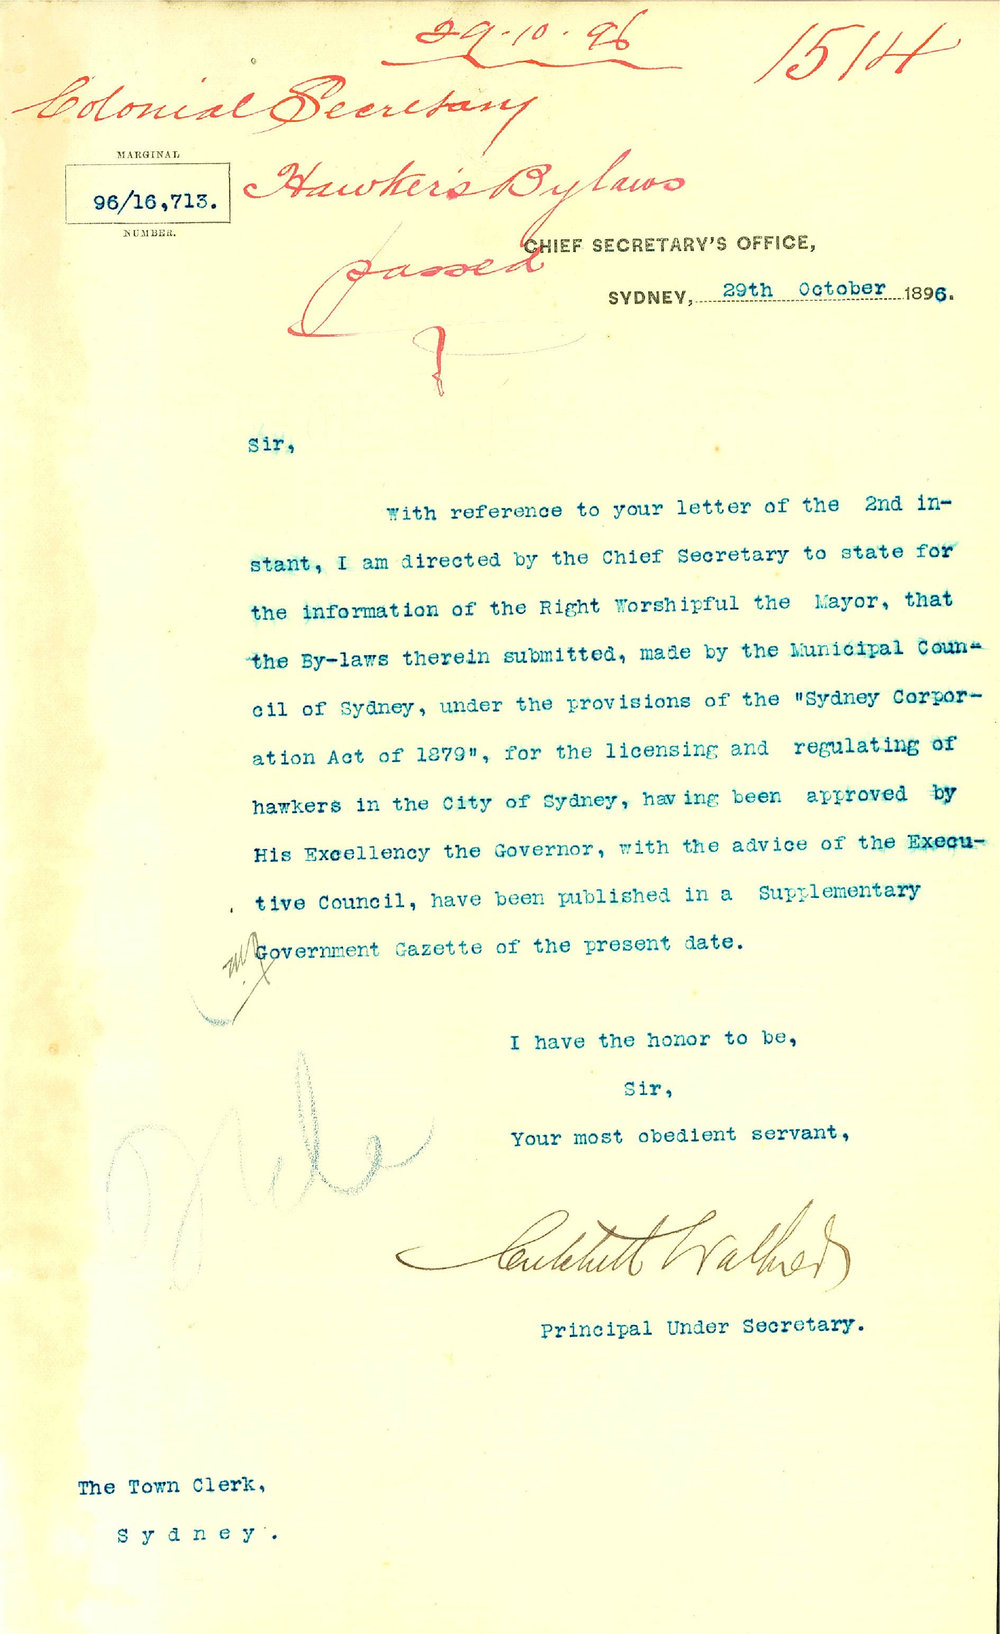 29.10.96
1514
Colonial Secretary
MARGINAL
96/16,713.
NUMBER.
Hawker's Bylaws
passed
CHIEF SECRETARY'S OFFICE,
SYDNEY, 29th October 1896.
Sir,
With reference to your letter of the 2nd in-
stant, I am directed by the Chief Secretary to state for
the information of the Right Worshipful the Mayor, that
the By-laws therein submitted, made by the Municipal Coun-
cil of Sydney, under the provisions of the "Sydney Corpor-
ation Act of 1879", for the licensing and regulating of
hawkers in the City of Sydney, having been approved by
His Excellency the Governor, with the advice of the Execu-
tive Council, have been published in a Supplementary
Government Gazette of the present date.
I have the honor to be,
Sir,
Your most obedient servant,
Critchett Walker
Principal Under Secretary.
The Town Clerk,
Sydney.